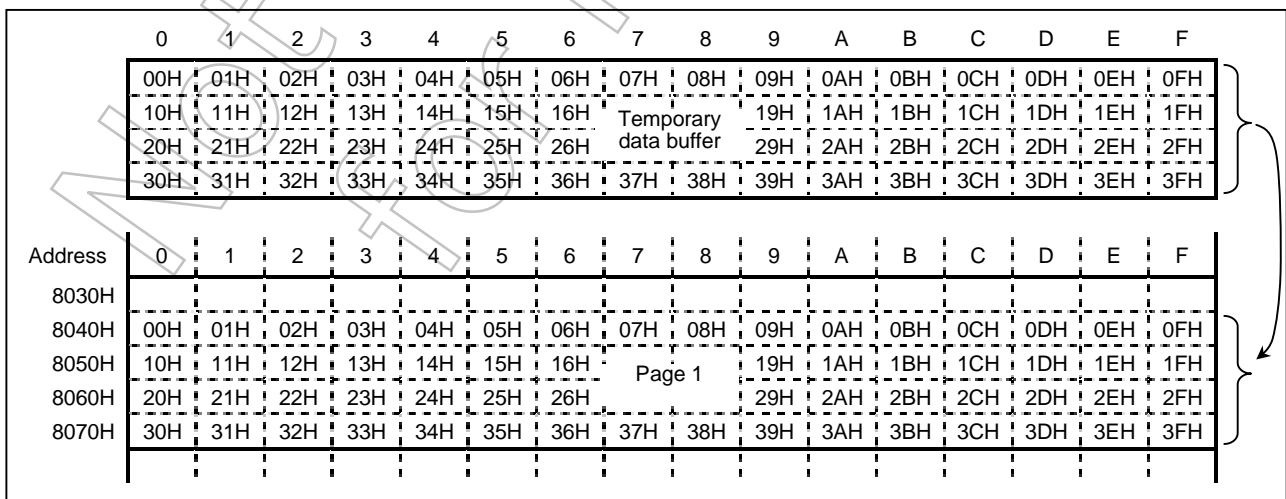 0 1 2 3 4 5 6 7 8 9 A B C D E F
00H 01H 02H 03H 04H 05H 06H 07H 08H 09H 0AH 0BH 0CH 0DH 0EH 0FH
10H 11H 12H 13H 14H 15H 16H Temporary 19H 1AH 1BH 1CH 1DH 1EH 1FH
20H 21H 22H 23H 24H 25H 26H data buffer 29H 2AH 2BH 2CH 2DH 2EH 2FH
30H 31H 32H 33H 34H 35H 36H 37H 38H 39H 3AH 3BH 3CH 3DH 3EH 3FH
Address 0 1 2 3 4 5 6 7 8 9 A B C D E F
8030H
8040H 00H 01H 02H 03H 04H 05H 06H 07H 08H 09H 0AH 0BH 0CH 0DH 0EH 0FH
8050H 10H 11H 12H 13H 14H 15H 16H Page 1 19H 1AH 1BH 1CH 1DH 1EH 1FH
8060H 20H 21H 22H 23H 24H 25H 26H 29H 2AH 2BH 2CH 2DH 2EH 2FH
8070H 30H 31H 32H 33H 34H 35H 36H 37H 38H 39H 3AH 3BH 3CH 3DH 3EH 3FH
Not
for